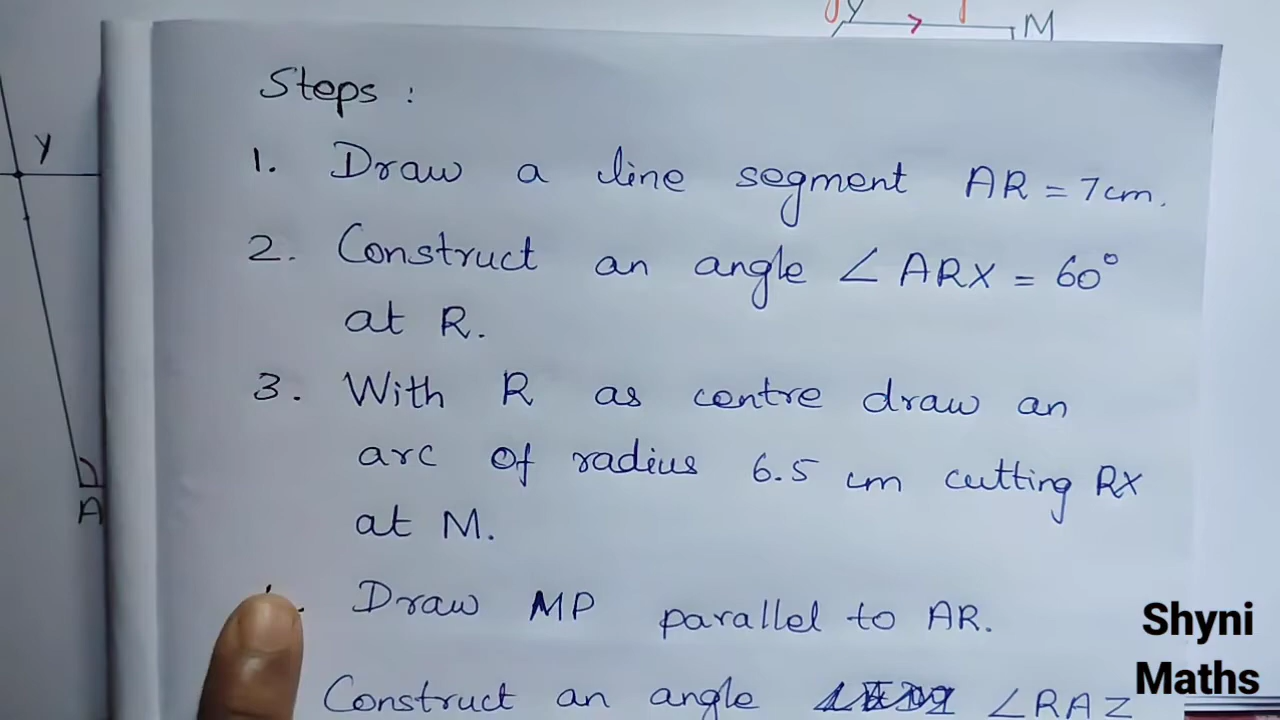 y M
Steps :
y
1. Draw a line segment AR = 7 cm.
2. Construct an angle ∠ ARX = 60°
at R.
3. With R as centre draw an
arc of radius 6.5 cm cutting RX
at M.
A
Draw MP parallel to AR.
Construct an angle ∠RAZ
Shyni
Maths